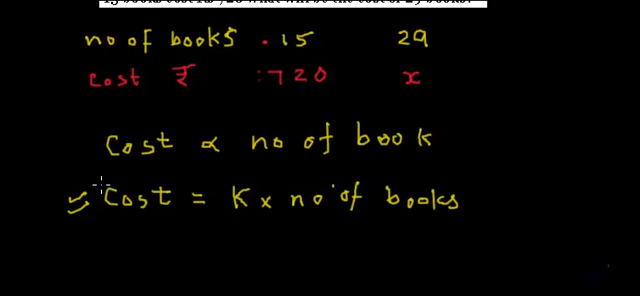 no of books . 15 29
cost ₹ : 720 x
Cost ∝ no of book
Cost = K x no of books